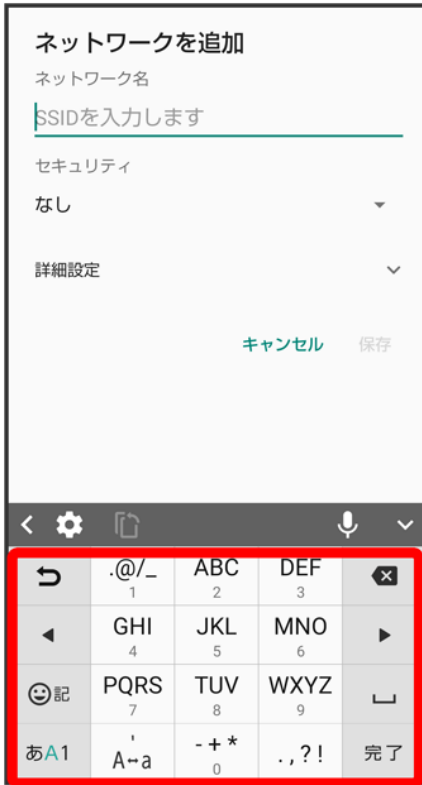 ネットワークを追加
ネットワーク名
SSIDを入力します
セキュリティ
なし
詳細設定
キャンセル 保存
.@/_ ABC DEF
1 2 3
GHI JKL MNO
4 5 6
記 PQRS TUV WXYZ
7 8 9
あA1 ' - + * .,?! 完了
A↔a 0